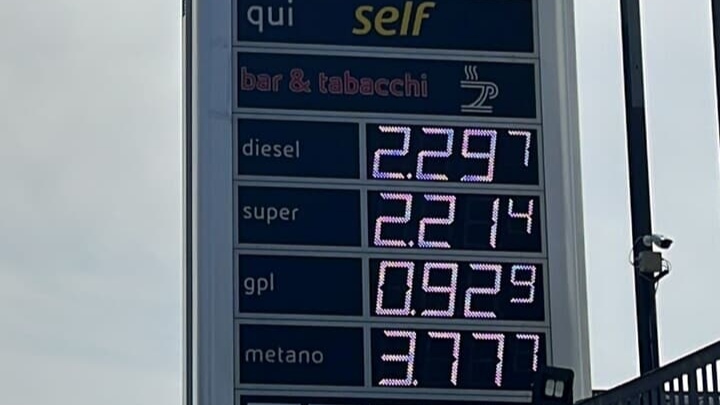 qui self
bar & tabacchi
diesel 2.297
super 2.214
gpl 0.929
metano 3.777